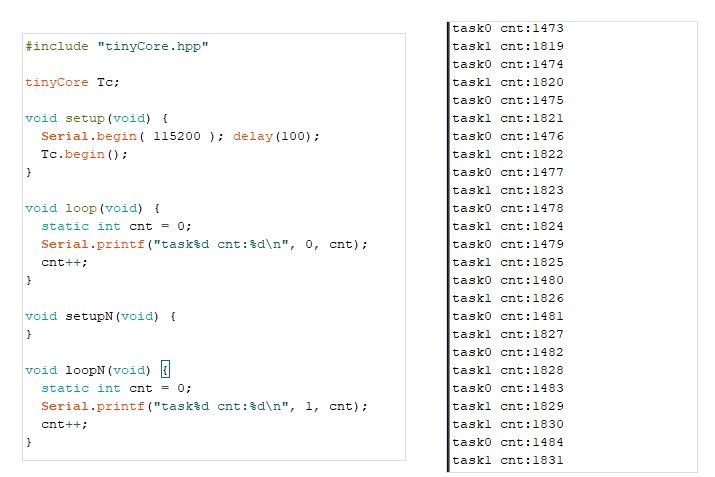 #include "tinyCore.hpp"
tinyCore Tc;
void setup(void) {
  Serial.begin( 115200 ); delay(100);
  Tc.begin();
}
void loop(void) {
  static int cnt = 0;
  Serial.printf("task%d cnt:%d\n", 0, cnt);
  cnt++;
}
void setupN(void) {
}
void loopN(void) {
  static int cnt = 0;
  Serial.printf("task%d cnt:%d\n", 1, cnt);
  cnt++;
}
task0 cnt:1473
task1 cnt:1819
task0 cnt:1474
task1 cnt:1820
task0 cnt:1475
task1 cnt:1821
task0 cnt:1476
task1 cnt:1822
task0 cnt:1477
task1 cnt:1823
task0 cnt:1478
task1 cnt:1824
task0 cnt:1479
task1 cnt:1825
task0 cnt:1480
task1 cnt:1826
task0 cnt:1481
task1 cnt:1827
task0 cnt:1482
task1 cnt:1828
task0 cnt:1483
task1 cnt:1829
task1 cnt:1830
task0 cnt:1484
task1 cnt:1831